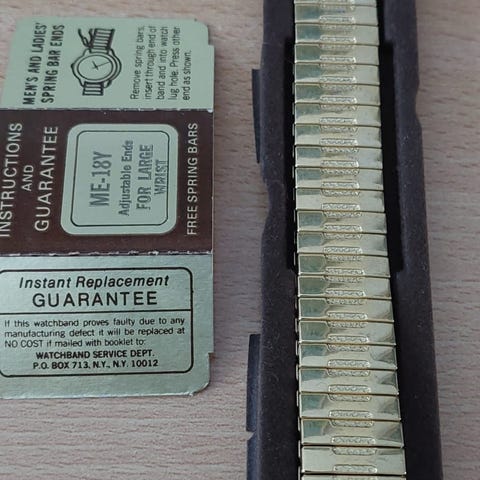 MEN'S AND LADIES'
SPRING BAR ENDS
Remove spring bars,
insert through end of
band and into watch
lug hole. Press other
end as shown.
INSTRUCTIONS
AND
GUARANTEE
ME-18Y
Adjustable Ends
FOR LARGE
WRIST
FREE SPRING BARS
Instant Replacement
GUARANTEE
If this watchband proves faulty due to any
manufacturing defect it will be replaced at
NO COST if mailed with booklet to:
WATCHBAND SERVICE DEPT.
P.O. BOX 713, N.Y., N.Y. 10012